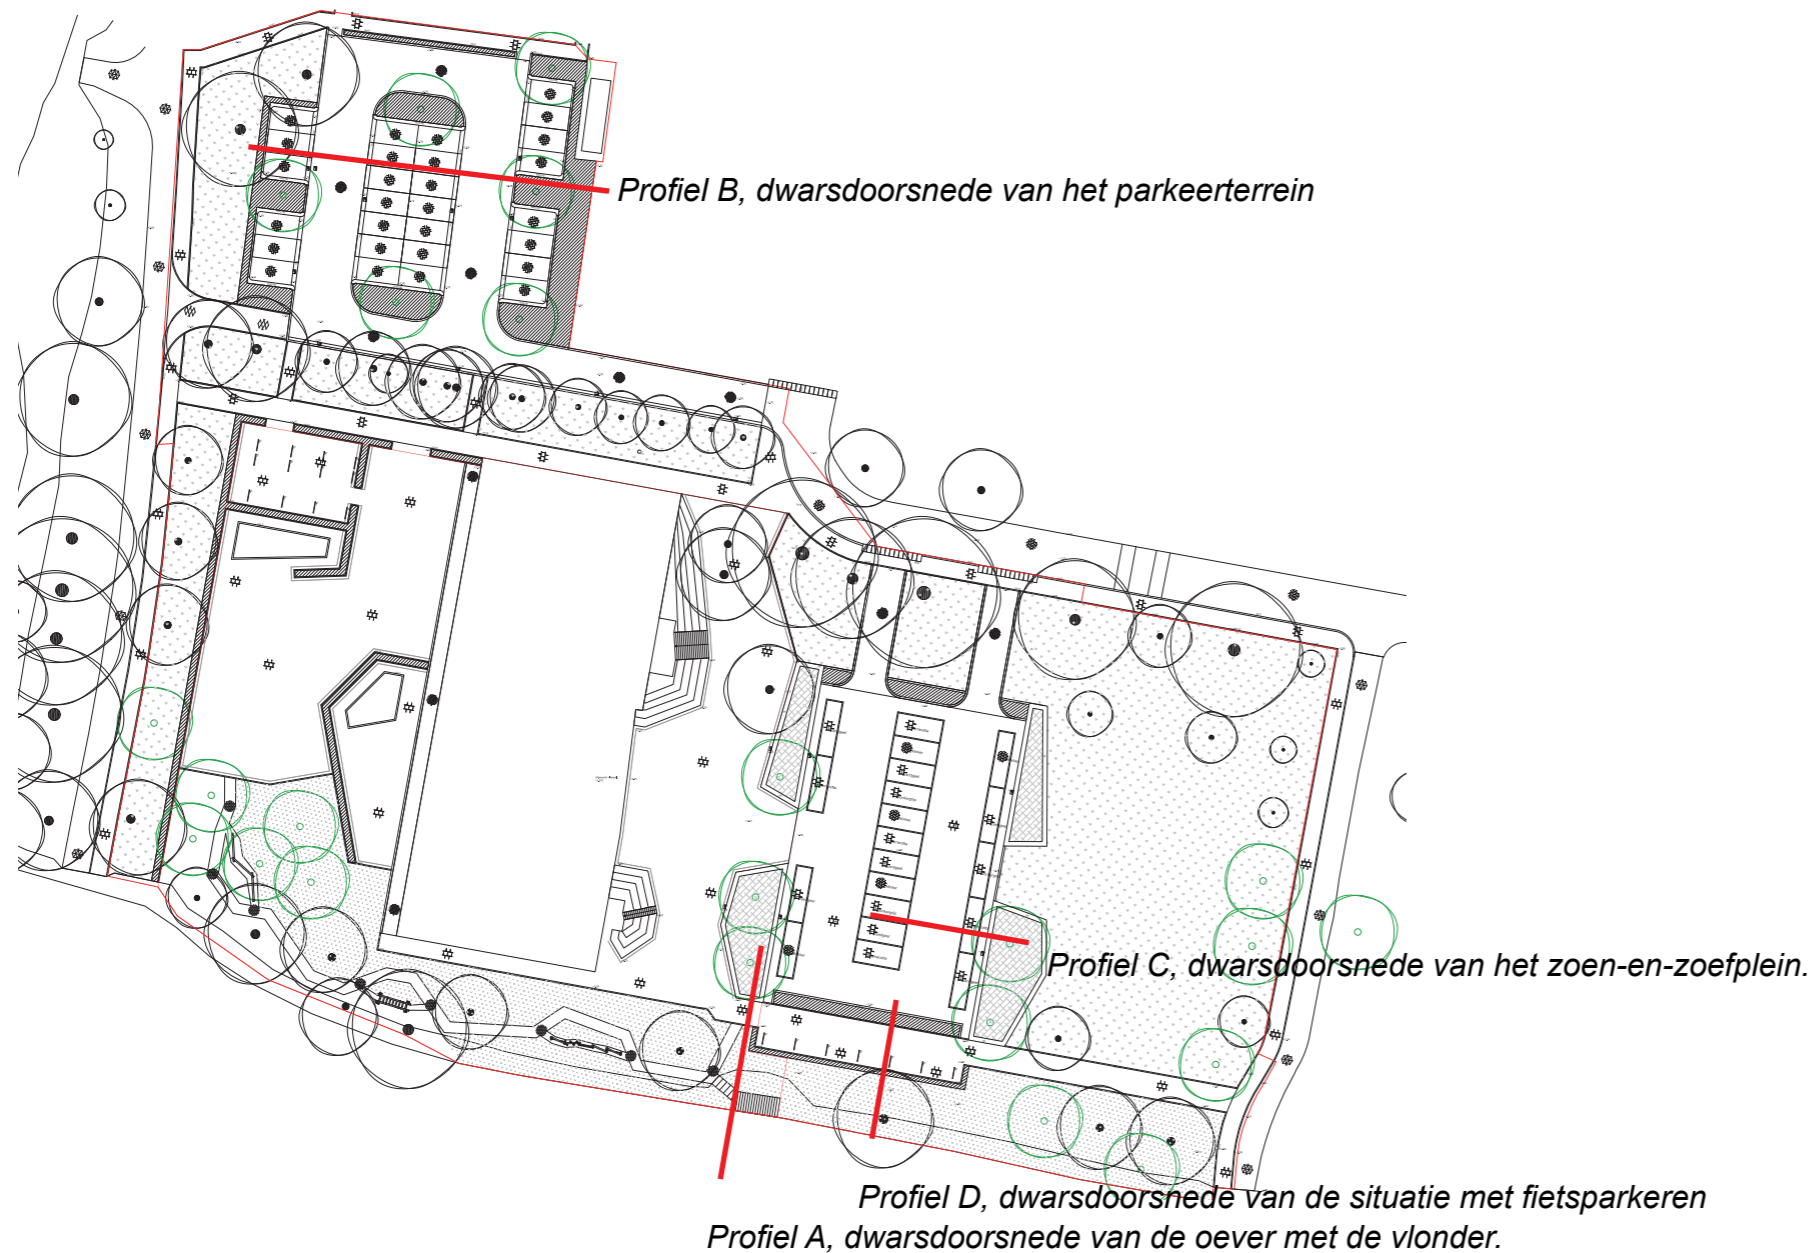 Profiel B, dwarsdoorsnede van het parkeerterrein
Profiel C, dwarsdoorsnede van het zoen-en-zoefplein.
Profiel D, dwarsdoorsnede van de situatie met fietsparkeren
Profiel A, dwarsdoorsnede van de oever met de vlonder.